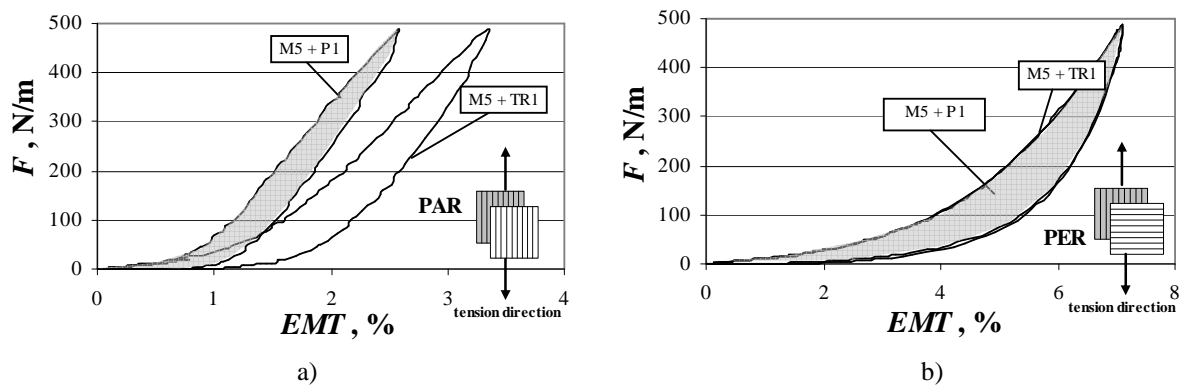 500
400
300
200
100
0
F , N/m
M5 + P1
M5 + TR1
PAR
0
1
2
3
4
EMT , %
tension direction
a)
500
400
300
200
100
0
F , N/m
M5 + TR1
M5 + P1
PER
0
2
4
6
8
EMT , %
tension direction
b)